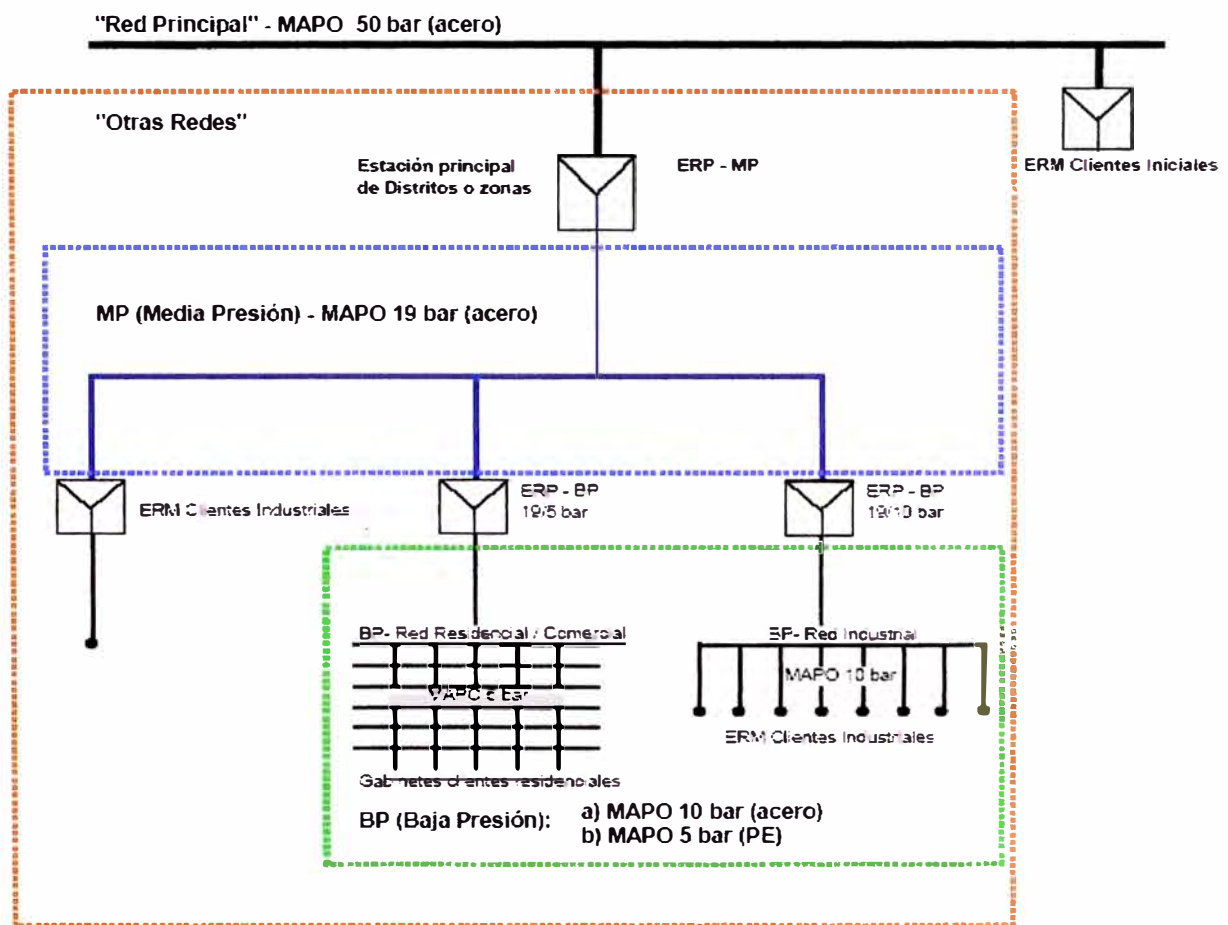 "Red Principal" - MAPO 50 bar (acero)
"Otras Redes"
Estación principal
de Distritos o zonas
ERP - MP
ERM Clientes Iniciales
MP (Media Presión) - MAPO 19 bar (acero)
ERM Clientes Industriales
ERP - BP
19/5 bar
ERP - BP
19/10 bar
BP- Red Residencial / Comercial
MAPO 5 bar
Gabinetes clientes residenciales
BP- Red Industrial
MAPO 10 bar
ERM Clientes Industriales
BP (Baja Presión):
a) MAPO 10 bar (acero)
b) MAPO 5 bar (PE)